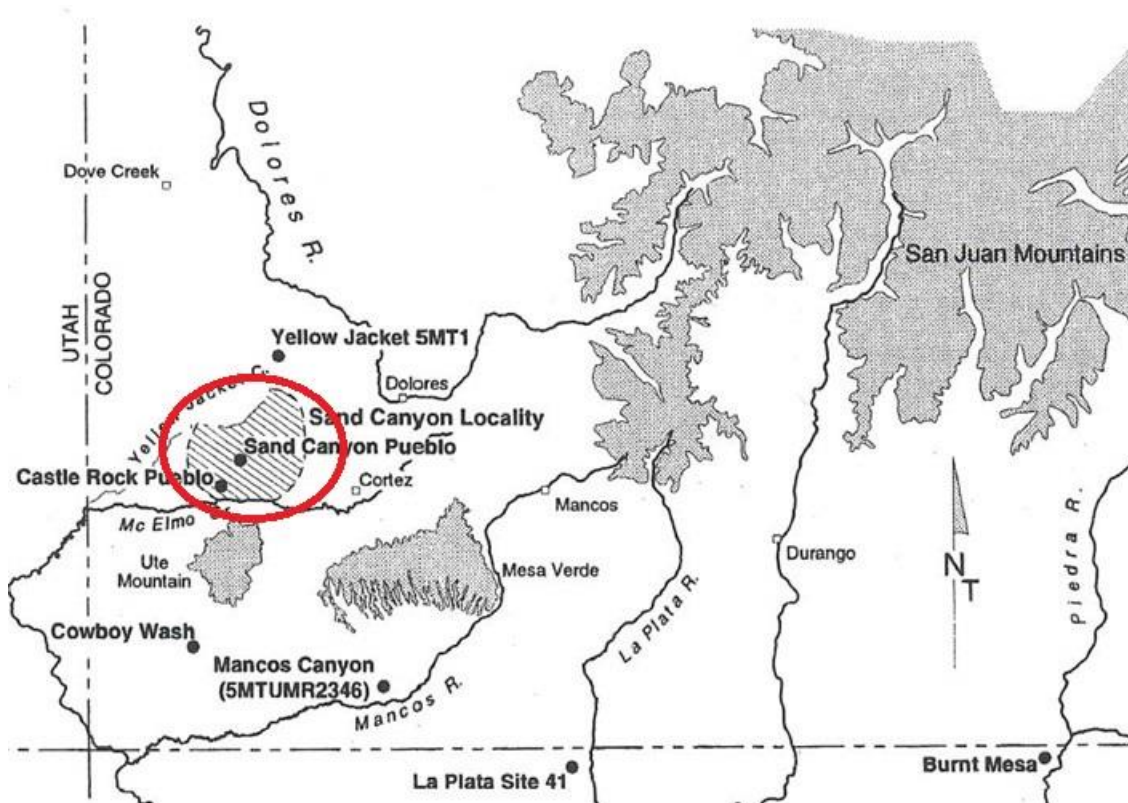 Dolores R.
Dove Creek
San Juan Mountains
UTAH
COLORADO
Yellow Jacket 5MT1
Dolores
Yellow Jacket C.
Sand Canyon Locality
Sand Canyon Pueblo
Castle Rock Pueblo
Cortez
Mc Elmo
Mancos
Ute
Mountain
Mesa Verde
Durango
N
T
Piedra R.
La Plata R.
Cowboy Wash
Mancos Canyon
(5MTUMR2346)
Mancos R.
La Plata Site 41
Burnt Mesa